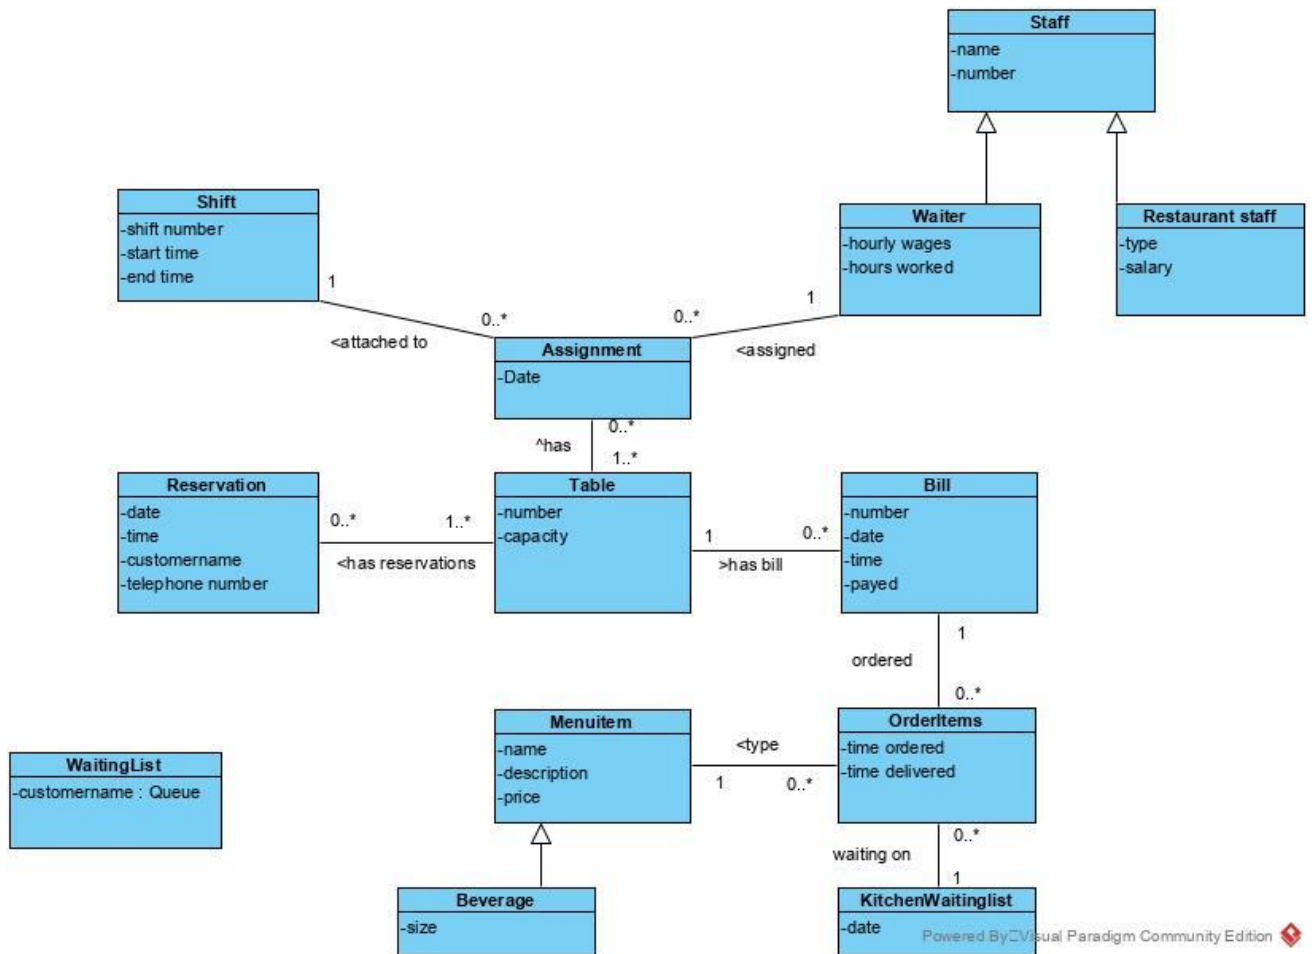 Staff
-name
-number
Shift
-shift number
-start time
-end time
Waiter
-hourly wages
-hours worked
Restaurant staff
-type
-salary
1
0..*
<attached to
0..*
1
<assigned
Assignment
-Date
0..*
^has
1..*
Reservation
-date
-time
-customername
-telephone number
0..*
1..*
<has reservations
Table
-number
-capacity
1
0..*
>has bill
Bill
-number
-date
-time
-payed
1
ordered
0..*
Menuitem
-name
-description
-price
<type
1
0..*
OrderItems
-time ordered
-time delivered
WaitingList
-customername : Queue
0..*
waiting on
1
Beverage
-size
KitchenWaitinglist
-date
Powered By Visual Paradigm Community Edition